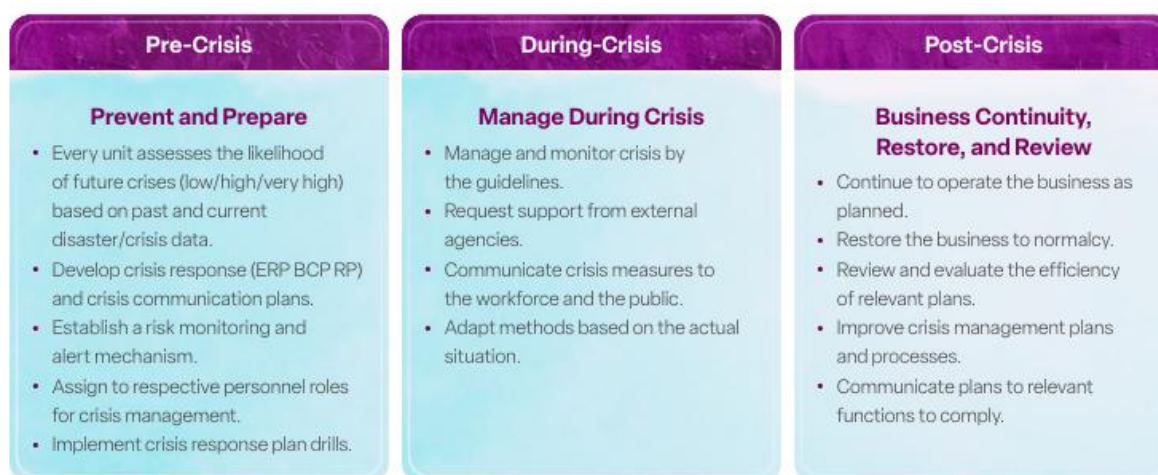 Pre-Crisis
Prevent and Prepare
• Every unit assesses the likelihood
of future crises (low/high/very high)
based on past and current
disaster/crisis data.
• Develop crisis response (ERP BCP RP)
and crisis communication plans.
• Establish a risk monitoring and
alert mechanism.
• Assign to respective personnel roles
for crisis management.
• Implement crisis response plan drills.
During-Crisis
Manage During Crisis
• Manage and monitor crisis by
the guidelines.
• Request support from external
agencies.
• Communicate crisis measures to
the workforce and the public.
• Adapt methods based on the actual
situation.
Post-Crisis
Business Continuity,
Restore, and Review
• Continue to operate the business as
planned.
• Restore the business to normalcy.
• Review and evaluate the efficiency
of relevant plans.
• Improve crisis management plans
and processes.
• Communicate plans to relevant
functions to comply.